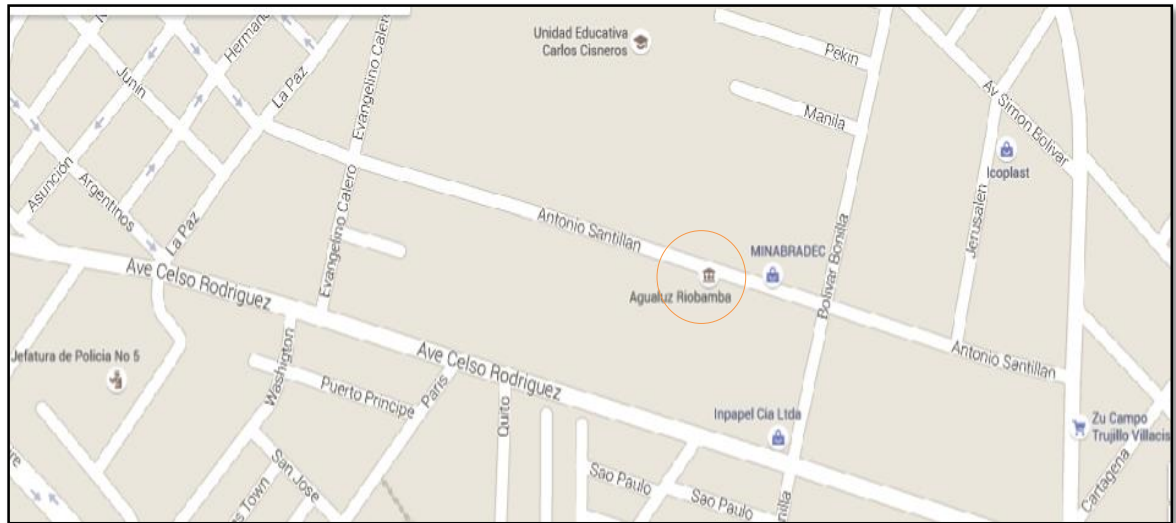 Unidad Educativa
Carlos Cisneros
Pekin
Manila
Av Simon Bolivar
Icoplast
Jerusalen
Junin
La Paz
Evangelino Calero
Asunción
Argentinos
La Paz
Evangelino Calero
Antonio Santillan
MINABRADEC
Agualuz Riobamba
Bolivar Bonilla
Ave Celso Rodriguez
Jefatura de Policia No 5
Washington
Puerto Principe
Paris
Ave Celso Rodriguez
Quito
Antonio Santillan
Inpapel Cia Ltda
Zu Campo
Trujillo Villacis
Cartagena
San Jose
Town
Sao Paulo
Sao Paulo